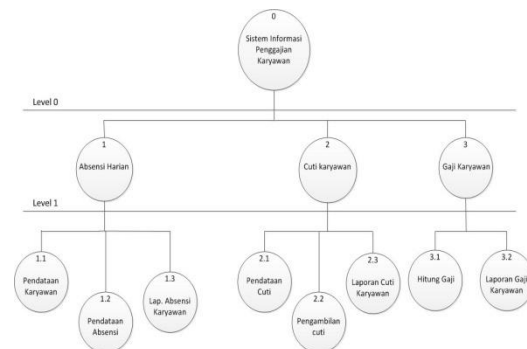 0
Sistem Informasi
Penggajian
Karyawan
Level 0
1
Absensi Harian
2
Cuti karyawan
3
Gaji Karyawan
Level 1
1.1
Pendataan
Karyawan
1.2
Pendataan
Absensi
1.3
Lap. Absensi
Karyawan
2.1
Pendataan
Cuti
2.2
Pengambilan
cuti
2.3
Laporan Cuti
Karyawan
3.1
Hitung Gaji
3.2
Laporan Gaji
Karyawan